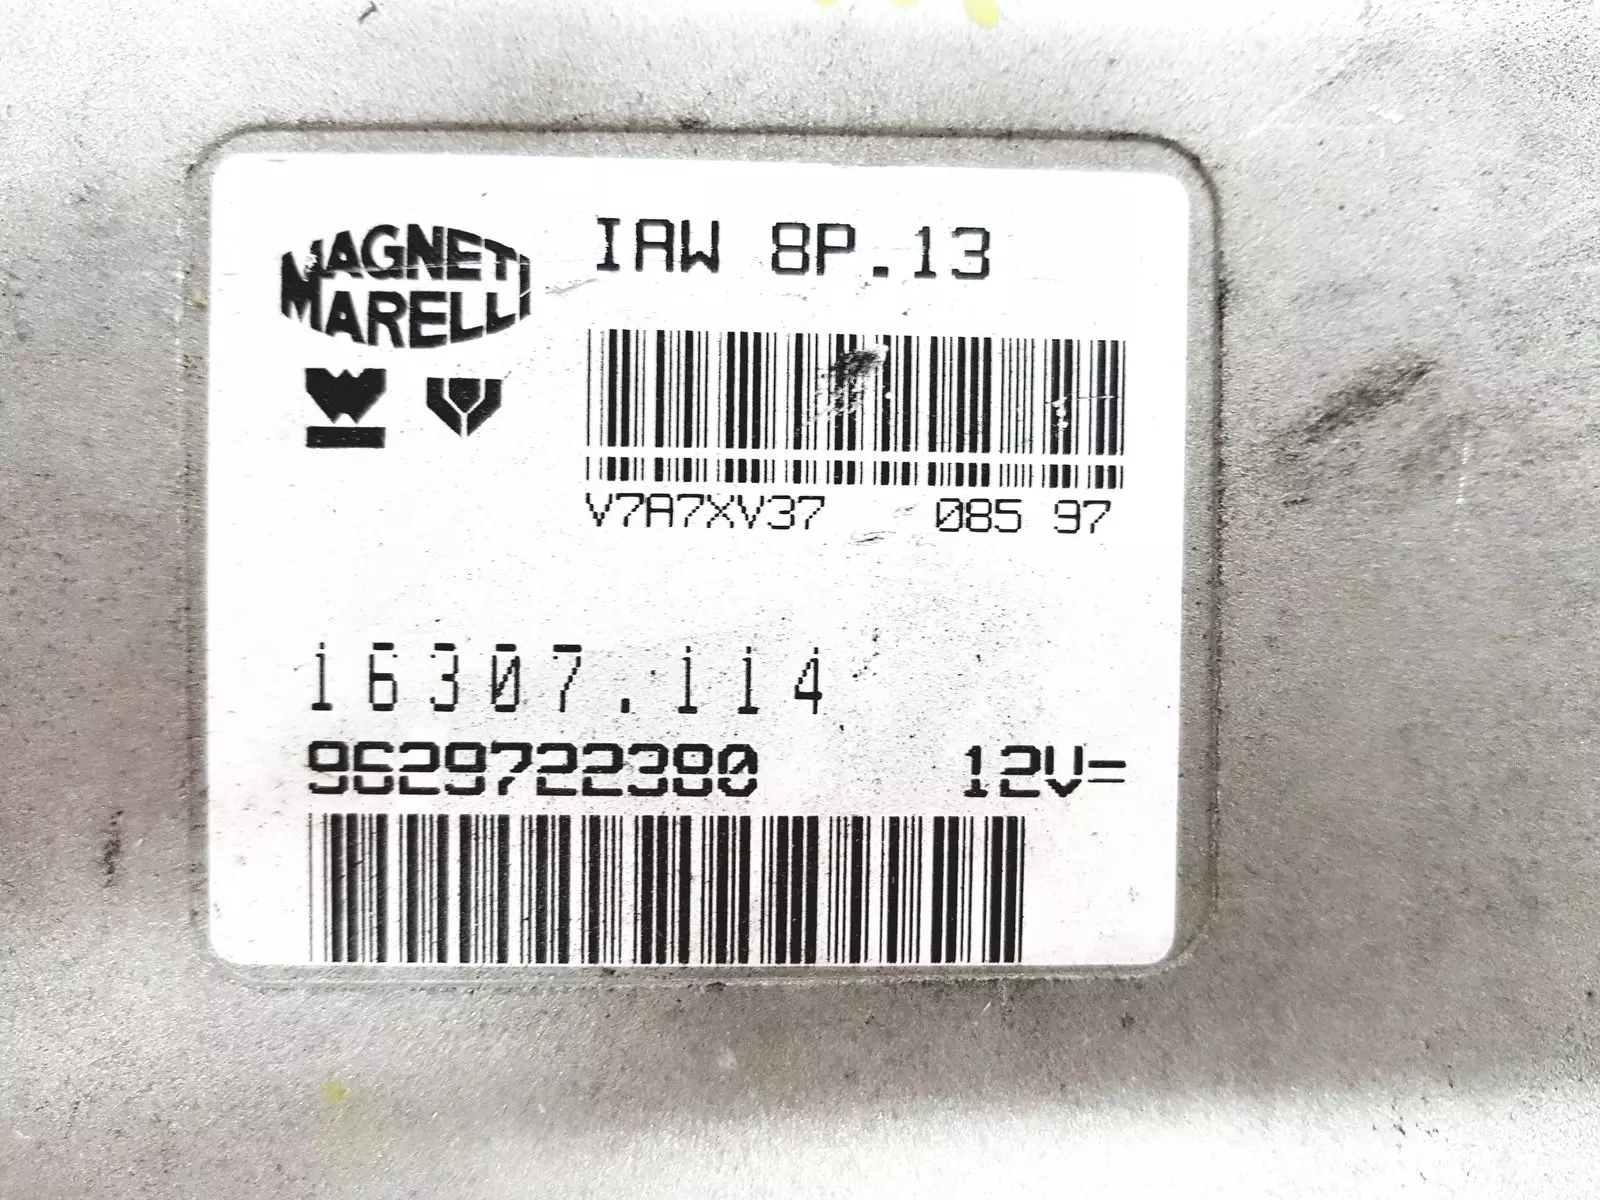 MAGNETI
MARELLI
IAW 8P.13
V7A7XV37 085 97
16307.114
9629722380 12V=